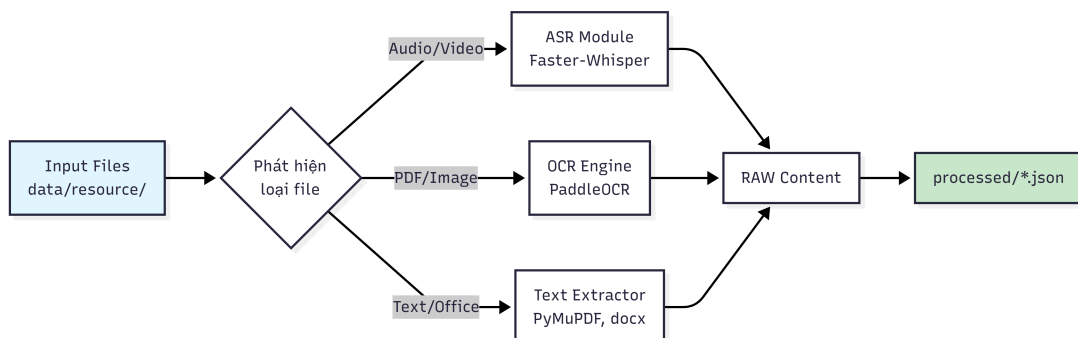 Input Files
data/resource/
Phát hiện
loại file
Audio/Video
ASR Module
Faster-Whisper
PDF/Image
OCR Engine
PaddleOCR
Text/Office
Text Extractor
PyMuPDF, docx
RAW Content
processed/*.json